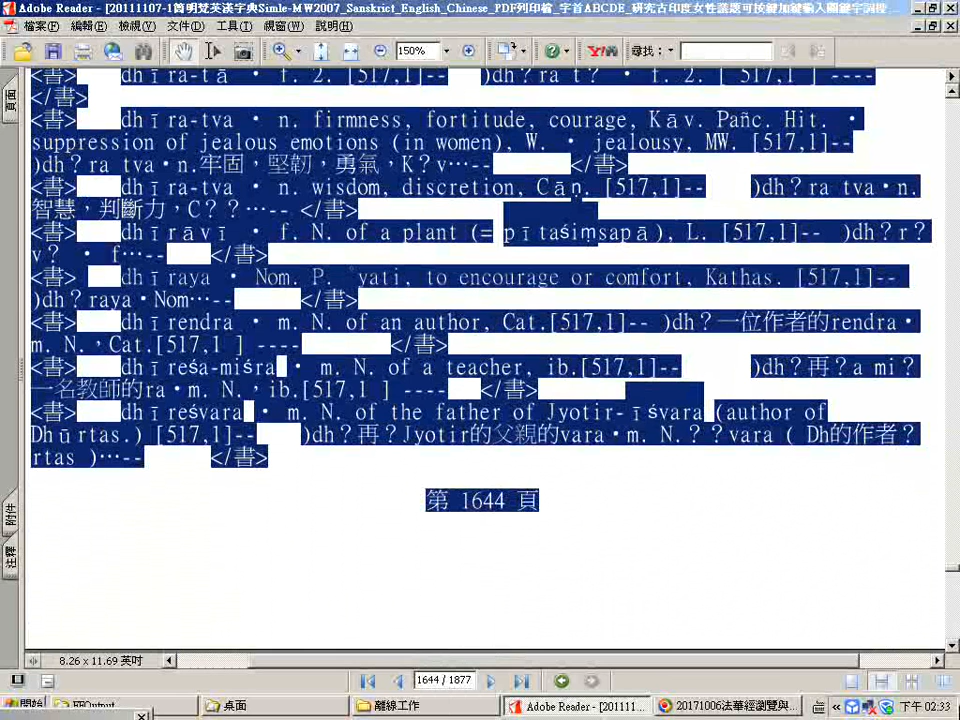 Adobe Reader - [20111107-1簡明梵英漢字典Simle-MW2007_Sanskrict_English_Chinese_PDF列印檔_字首ABCDE_研究古印度女性議題可按
檔案(F) 編輯(E) 檢視(V) 文件(D) 工具(T) 視窗(W) 說明(H)
150% 尋找：
頁面
<書> dhīra-tā • f. 2. [517,1]-- )dh？ra t？ • f. 2. [ 517,1 ] ----
</書>
<書> dhīra-tva • n. firmness, fortitude, courage, Kāv. Pañc. Hit. •
suppression of jealous emotions (in women), W. • jealousy, MW. [517,1]--
)dh？ra tva•n.牢固，堅韌，勇氣，K？v…-- </書>
<書> dhīra-tva • n. wisdom, discretion, Cāṇ. [517,1]-- )dh？ra tva•n.
智慧，判斷力，C？？…-- </書>
<書> dhīrāvī • f. N. of a plant (= pītaśiṃsapā), L. [517,1]-- )dh？r？
v？ • f…-- </書>
<書> dhīraya • Nom. P. °yati, to encourage or comfort, Kathas. [517,1]--
)dh？raya•Nom…-- </書>
<書> dhīrendra • m. N. of an author, Cat.[517,1]-- )dh？一位作者的rendra•
m. N.，Cat.[517,1 ] ---- </書>
<書> dhīreśa-miśra • m. N. of a teacher, ib.[517,1]-- )dh？再？a mi？
一名教師的ra•m. N.，ib.[517,1 ] ---- </書>
<書> dhīreśvara • m. N. of the father of Jyotir-īśvara (author of
Dhūrtas.) [517,1]-- )dh？再？Jyotir的父親的vara•m. N.？？vara ( Dh的作者？
rtas )…-- </書>
附件
第 1644 頁
注釋
8.26 x 11.69 英吋
1644 / 1877
開始 FFOutput 桌面 離線工作 Adobe Reader - [201111... 20171006法華經瀏覽與... 下午 02:33